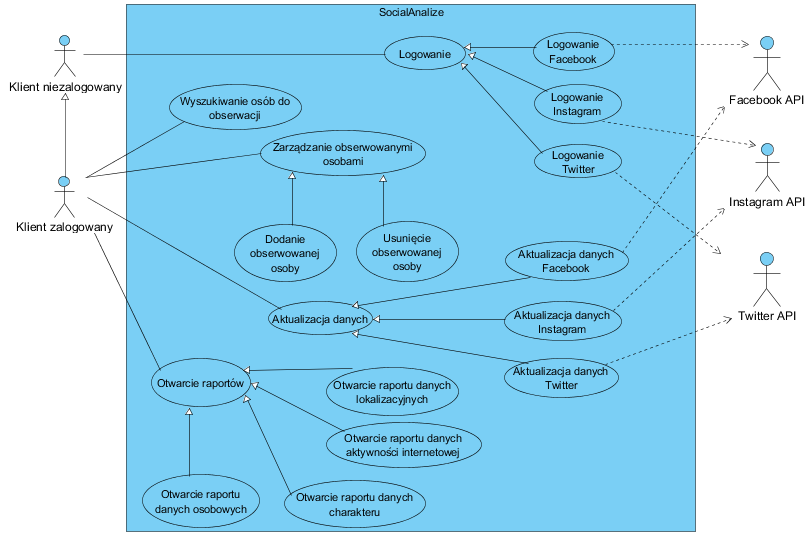 SocialAnalize
Klient niezalogowany
Logowanie
Logowanie
Facebook
Facebook API
Wyszukiwanie osób do
obserwacji
Logowanie
Instagram
Zarządzanie obserwowanymi
osobami
Logowanie
Twitter
Instagram API
Klient zalogowany
Dodanie
obserwowanej
osoby
Usunięcie
obserwowanej
osoby
Aktualizacja danych
Facebook
Twitter API
Aktualizacja danych
Aktualizacja danych
Instagram
Aktualizacja danych
Twitter
Otwarcie raportów
Otwarcie raportu danych
lokalizacyjnych
Otwarcie raportu danych
aktywności internetowej
Otwarcie raportu
danych osobowych
Otwarcie raportu danych
charakteru